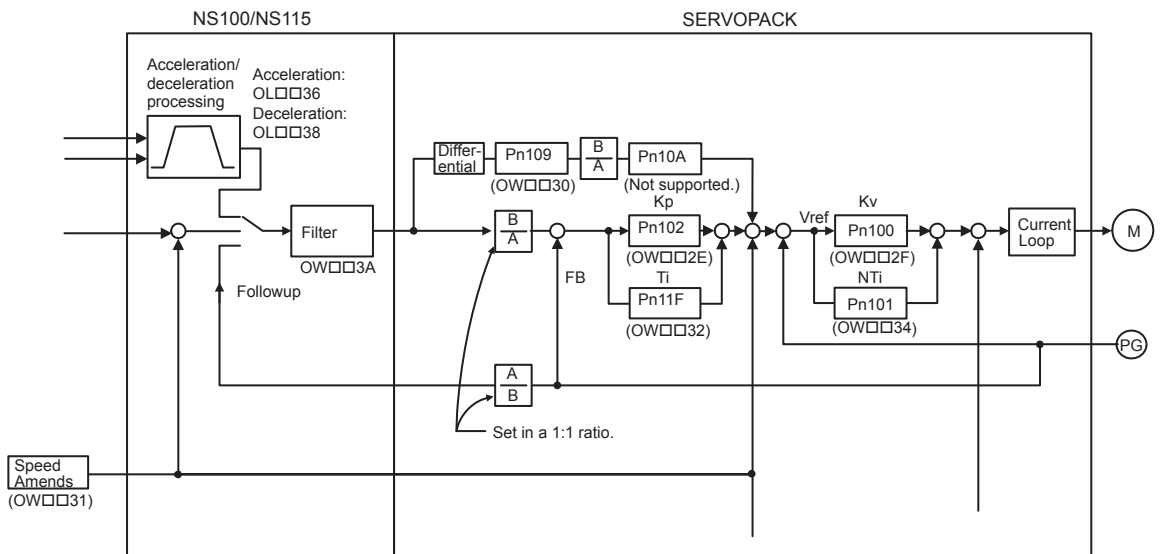 NS100/NS115
SERVOPACK
Acceleration/
deceleration
processing
Acceleration:
OL□□36
Deceleration:
OL□□38
Differ-
ential
Pn109
(OW□□30)
B
A
Pn10A
(Not supported.)
Filter
OW□□3A
B
A
FB
Kp
Pn102
(OW□□2E)
Ti
Pn11F
(OW□□32)
Vref
Kv
Pn100
(OW□□2F)
NTi
Pn101
(OW□□34)
Current
Loop
M
PG
Followup
A
B
Set in a 1:1 ratio.
Speed
Amends
(OW□□31)